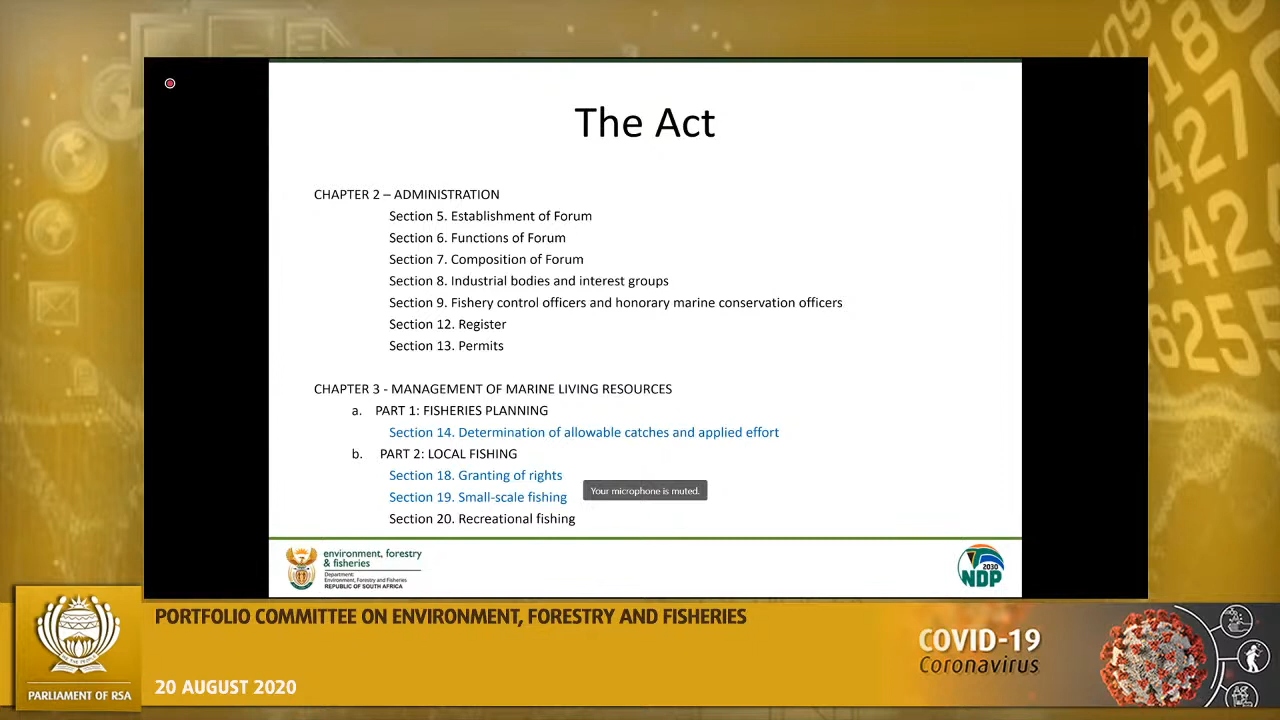 The Act
CHAPTER 2 – ADMINISTRATION
Section 5. Establishment of Forum
Section 6. Functions of Forum
Section 7. Composition of Forum
Section 8. Industrial bodies and interest groups
Section 9. Fishery control officers and honorary marine conservation officers
Section 12. Register
Section 13. Permits
CHAPTER 3 - MANAGEMENT OF MARINE LIVING RESOURCES
a. PART 1: FISHERIES PLANNING
Section 14. Determination of allowable catches and applied effort
b. PART 2: LOCAL FISHING
Section 18. Granting of rights
Section 19. Small-scale fishing
Your microphone is muted.
Section 20. Recreational fishing
environment, forestry
& fisheries
Department:
Environment, Forestry and Fisheries
REPUBLIC OF SOUTH AFRICA
2030
NDP
PARLIAMENT OF RSA
PORTFOLIO COMMITTEE ON ENVIRONMENT, FORESTRY AND FISHERIES
20 AUGUST 2020
COVID-19
Coronavirus